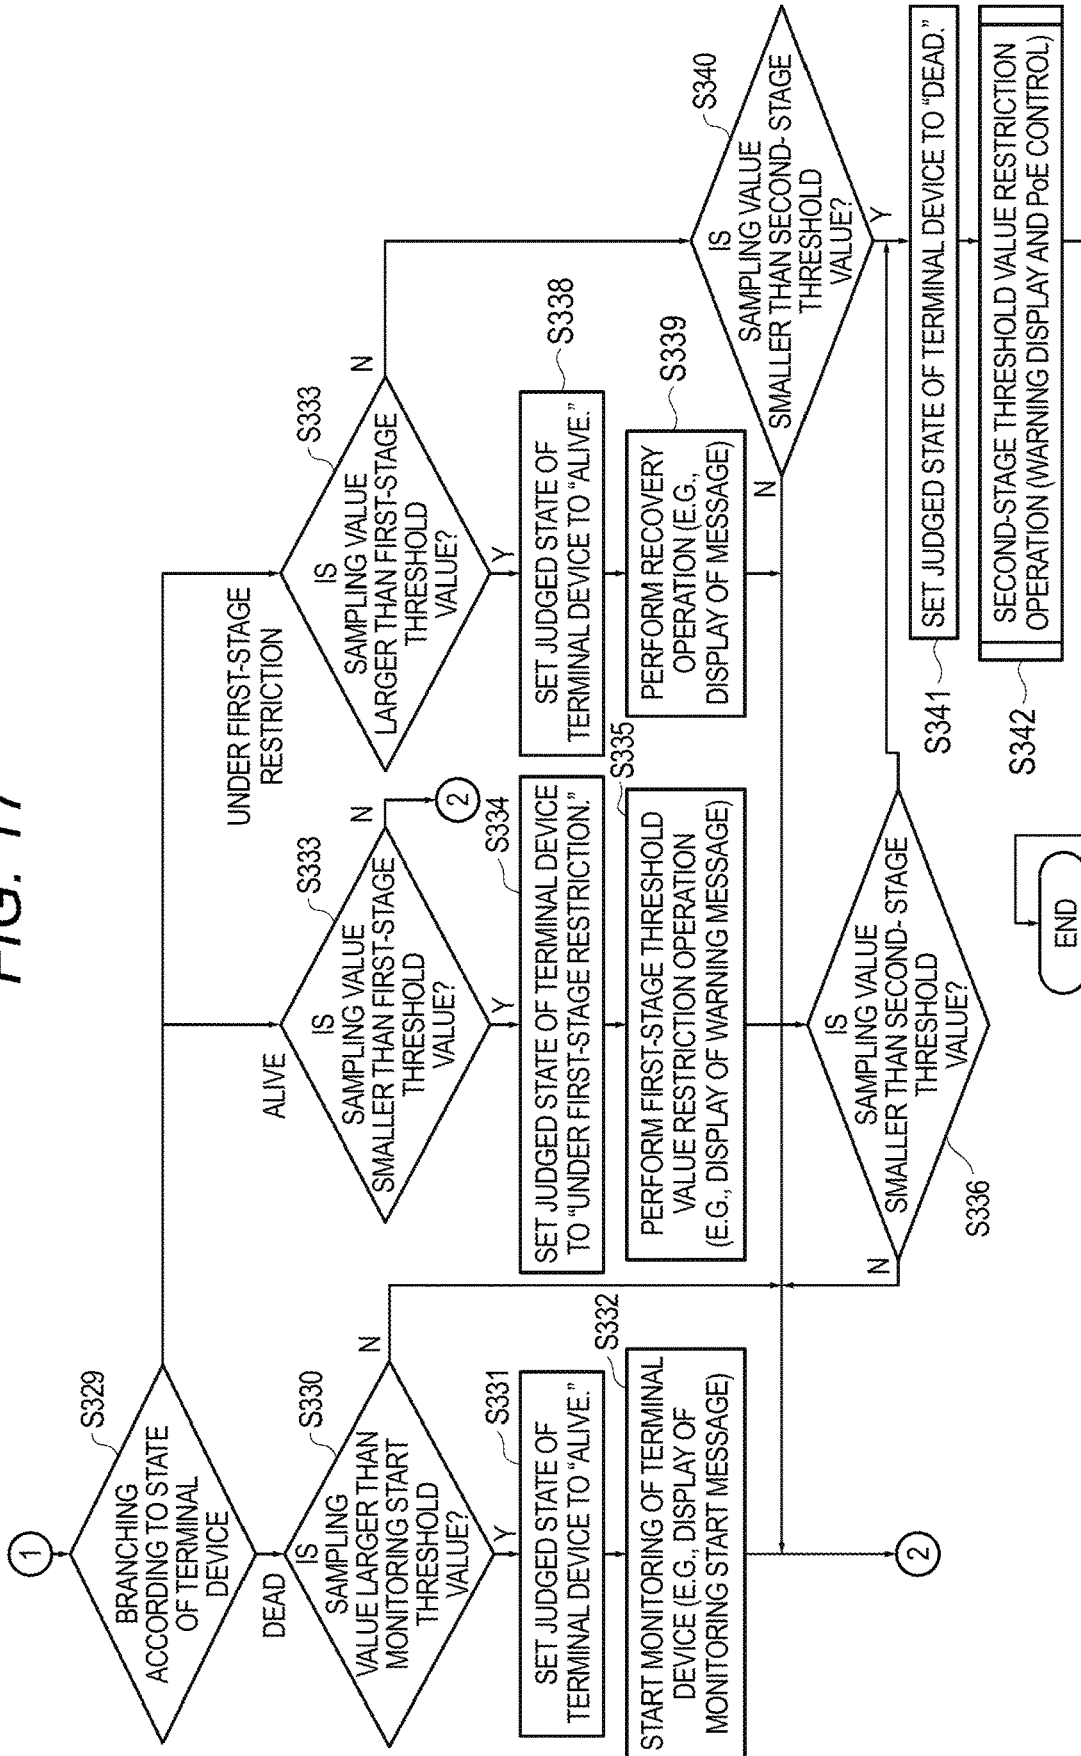 FIG. 17
1
BRANCHING
ACCORDING TO STATE
OF TERMINAL
DEVICE
S329
DEAD
ALIVE
UNDER FIRST-STAGE
RESTRICTION
IS
SAMPLING
VALUE LARGER THAN
MONITORING START
THRESHOLD
VALUE?
S330
N
Y
SET JUDGED STATE OF
TERMINAL DEVICE TO "ALIVE."
S331
START MONITORING OF TERMINAL
DEVICE (E.G., DISPLAY OF
MONITORING START MESSAGE)
S332
2
IS
SAMPLING VALUE
SMALLER THAN FIRST-STAGE
THRESHOLD
VALUE?
S333
N
2
Y
SET JUDGED STATE OF TERMINAL DEVICE
TO "UNDER FIRST-STAGE RESTRICTION."
S334
PERFORM FIRST-STAGE THRESHOLD
VALUE RESTRICTION OPERATION
(E.G., DISPLAY OF WARNING MESSAGE)
S335
IS
SAMPLING VALUE
SMALLER THAN SECOND- STAGE
THRESHOLD
VALUE?
S336
N
IS
SAMPLING VALUE
LARGER THAN FIRST-STAGE
THRESHOLD
VALUE?
S333
N
Y
SET JUDGED STATE OF
TERMINAL DEVICE TO "ALIVE."
S338
PERFORM RECOVERY
OPERATION (E.G.,
DISPLAY OF MESSAGE)
S339
IS
SAMPLING VALUE
SMALLER THAN SECOND- STAGE
THRESHOLD
VALUE?
S340
N
Y
SET JUDGED STATE OF TERMINAL DEVICE TO "DEAD."
S341
SECOND-STAGE THRESHOLD VALUE RESTRICTION
OPERATION (WARNING DISPLAY AND PoE CONTROL)
S342
END